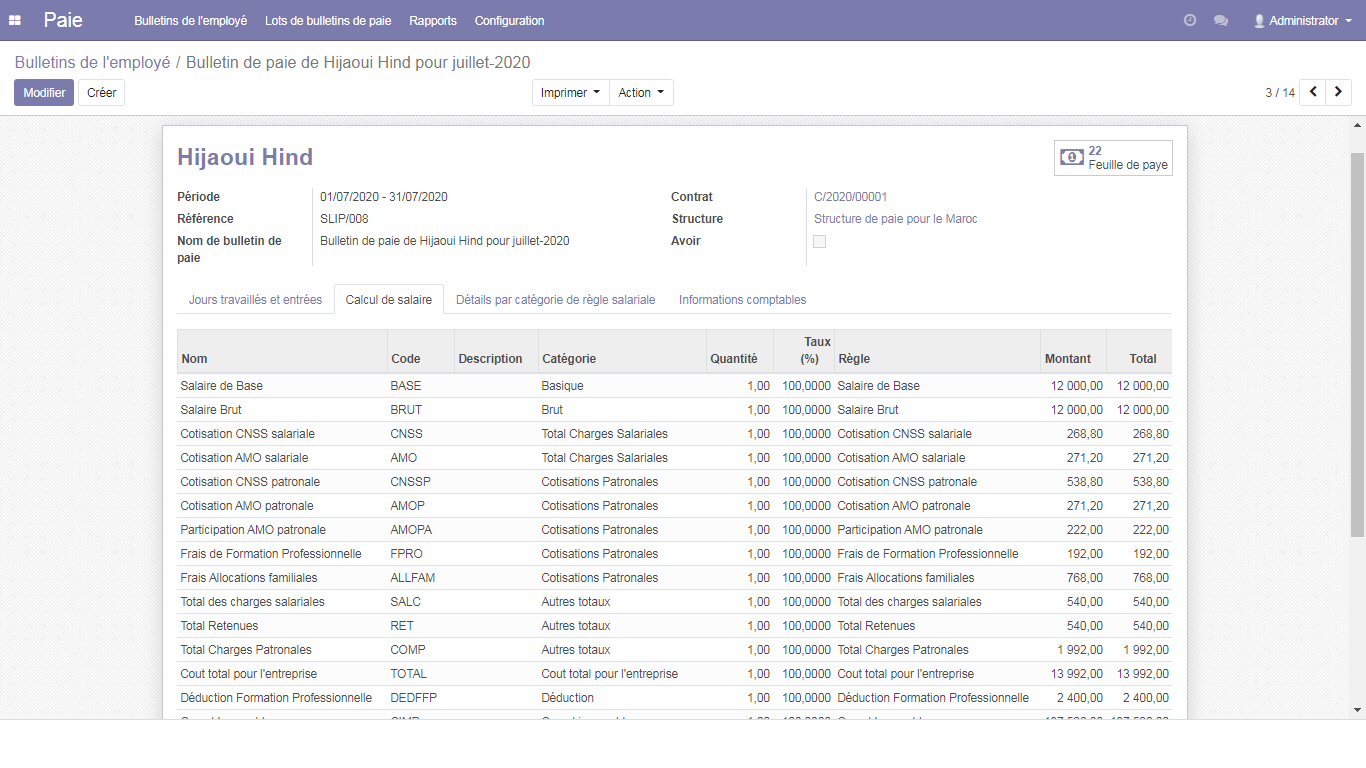 Paie Bulletins de l'employé Lots de bulletins de paie Rapports Configuration Administrator
Bulletins de l'employé / Bulletin de paie de Hijaoui Hind pour juillet-2020
Modifier Créer Imprimer Action 3 / 14
Hijaoui Hind
22
Feuille de paye
Période 01/07/2020 - 31/07/2020 Contrat C/2020/00001
Référence SLIP/008 Structure Structure de paie pour le Maroc
Nom de bulletin de paie Bulletin de paie de Hijaoui Hind pour juillet-2020 Avoir
Jours travaillés et entrées Calcul de salaire Détails par catégorie de règle salariale Informations comptables
Nom Code Description Catégorie Quantité Taux (%) Règle Montant Total
Salaire de Base BASE Basique 1,00 100,0000 Salaire de Base 12 000,00 12 000,00
Salaire Brut BRUT Brut 1,00 100,0000 Salaire Brut 12 000,00 12 000,00
Cotisation CNSS salariale CNSS Total Charges Salariales 1,00 100,0000 Cotisation CNSS salariale 268,80 268,80
Cotisation AMO salariale AMO Total Charges Salariales 1,00 100,0000 Cotisation AMO salariale 271,20 271,20
Cotisation CNSS patronale CNSSP Cotisations Patronales 1,00 100,0000 Cotisation CNSS patronale 538,80 538,80
Cotisation AMO patronale AMOP Cotisations Patronales 1,00 100,0000 Cotisation AMO patronale 271,20 271,20
Participation AMO patronale AMOPA Cotisations Patronales 1,00 100,0000 Participation AMO patronale 222,00 222,00
Frais de Formation Professionnelle FPRO Cotisations Patronales 1,00 100,0000 Frais de Formation Professionnelle 192,00 192,00
Frais Allocations familiales ALLFAM Cotisations Patronales 1,00 100,0000 Frais Allocations familiales 768,00 768,00
Total des charges salariales SALC Autres totaux 1,00 100,0000 Total des charges salariales 540,00 540,00
Total Retenues RET Autres totaux 1,00 100,0000 Total Retenues 540,00 540,00
Total Charges Patronales COMP Autres totaux 1,00 100,0000 Total Charges Patronales 1 992,00 1 992,00
Cout total pour l'entreprise TOTAL Cout total pour l'entreprise 1,00 100,0000 Cout total pour l'entreprise 13 992,00 13 992,00
Déduction Formation Professionnelle DEDFFP Déduction 1,00 100,0000 Déduction Formation Professionnelle 2 400,00 2 400,00